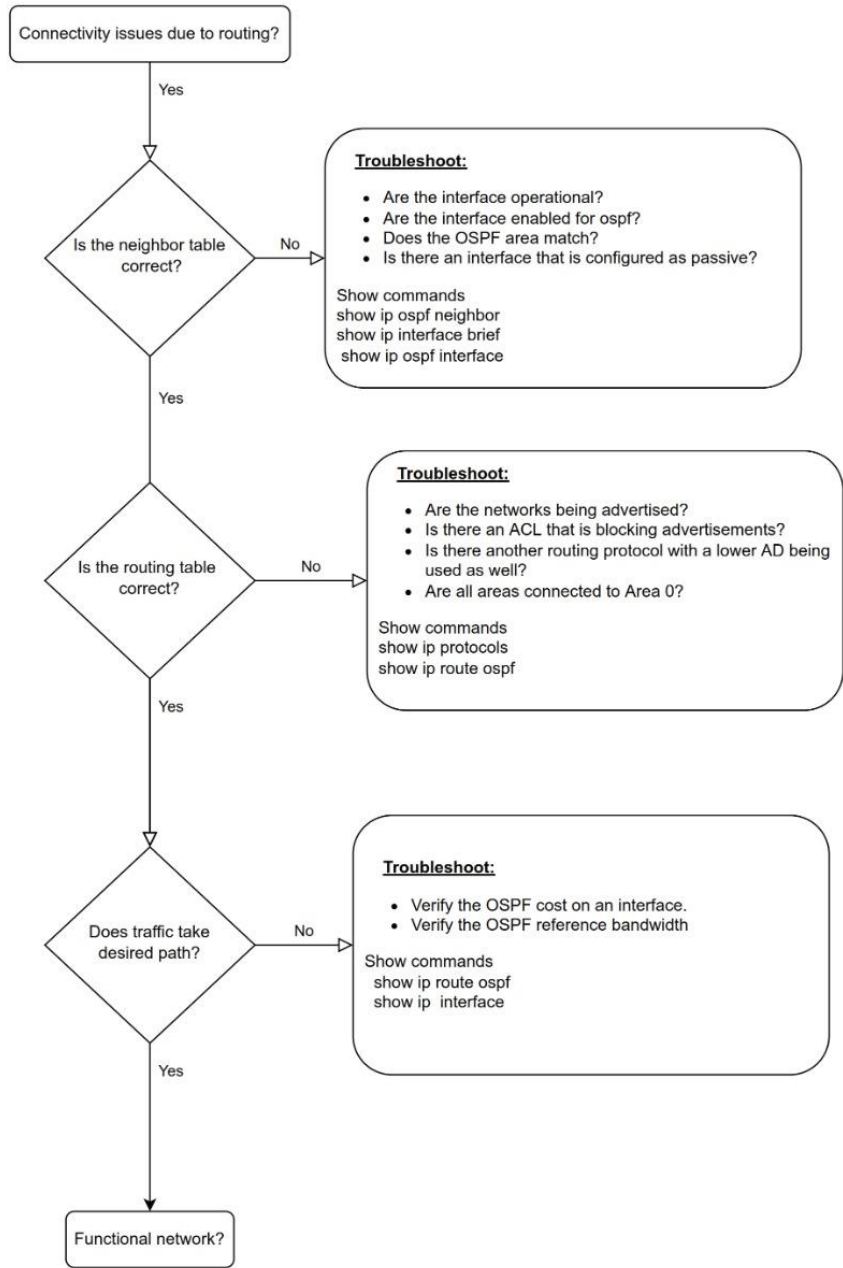 Connectivity issues due to routing?
Yes
Is the neighbor table
correct?
No
Troubleshoot:
• Are the interface operational?
• Are the interface enabled for ospf?
• Does the OSPF area match?
• Is there an interface that is configured as passive?
Show commands
show ip ospf neighbor
show ip interface brief
show ip ospf interface
Yes
Is the routing table
correct?
No
Troubleshoot:
• Are the networks being advertised?
• Is there an ACL that is blocking advertisements?
• Is there another routing protocol with a lower AD being
used as well?
• Are all areas connected to Area 0?
Show commands
show ip protocols
show ip route ospf
Yes
Does traffic take
desired path?
No
Troubleshoot:
• Verify the OSPF cost on an interface.
• Verify the OSPF reference bandwidth
Show commands
show ip route ospf
show ip interface
Yes
Functional network?